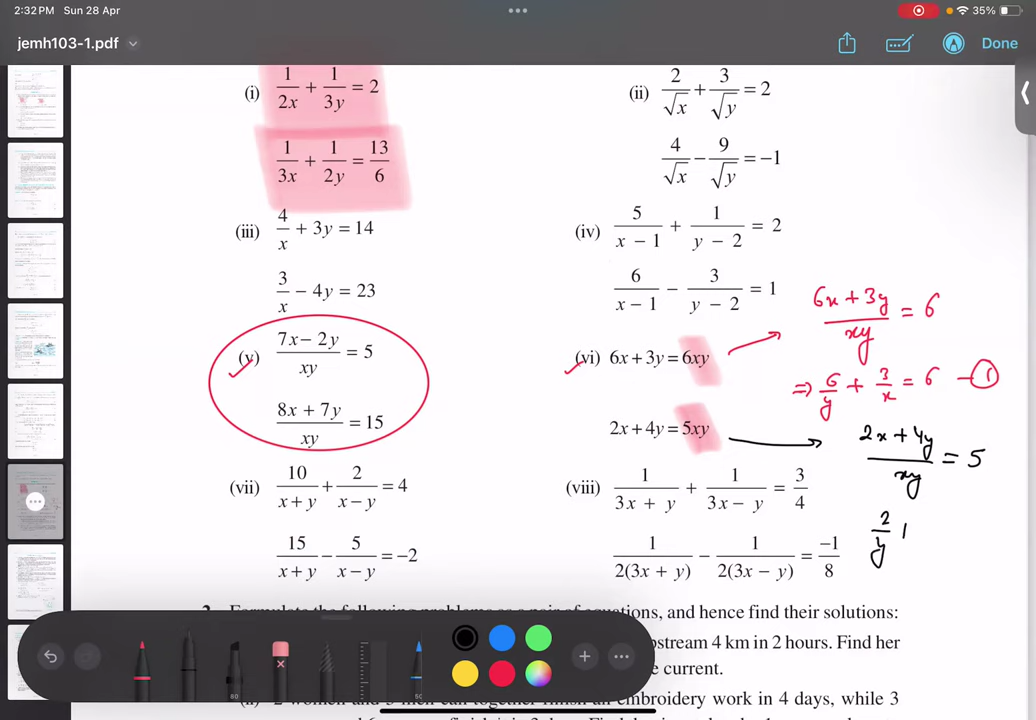 2:32 PM Sun 28 Apr
35%
jemh103-1.pdf
Done
(i) 1/2x + 1/3y = 2
1/3x + 1/2y = 13/6
(ii) 2/√x + 3/√y = 2
4/√x − 9/√y = −1
(iii) 4/x + 3y = 14
3/x − 4y = 23
(iv) 5/(x − 1) + 1/(y − 2) = 2
6/(x − 1) − 3/(y − 2) = 1
(v) (7x − 2y)/xy = 5
(8x + 7y)/xy = 15
(vi) 6x + 3y = 6xy
2x + 4y = 5xy
(6x + 3y)/xy = 6
⇒ 6/y + 3/x = 6 — ①
(2x + 4y)/xy = 5
2/y
(vii) 10/(x + y) + 2/(x − y) = 4
15/(x + y) − 5/(x − y) = −2
(viii) 1/(3x + y) + 1/(3x − y) = 3/4
1/2(3x + y) − 1/2(3x − y) = −1/8
Formulate the following problems as a pair of equations, and hence find their solutions:
pstream 4 km in 2 hours. Find her
e current.
embroidery work in 4 days, while 3
80
50